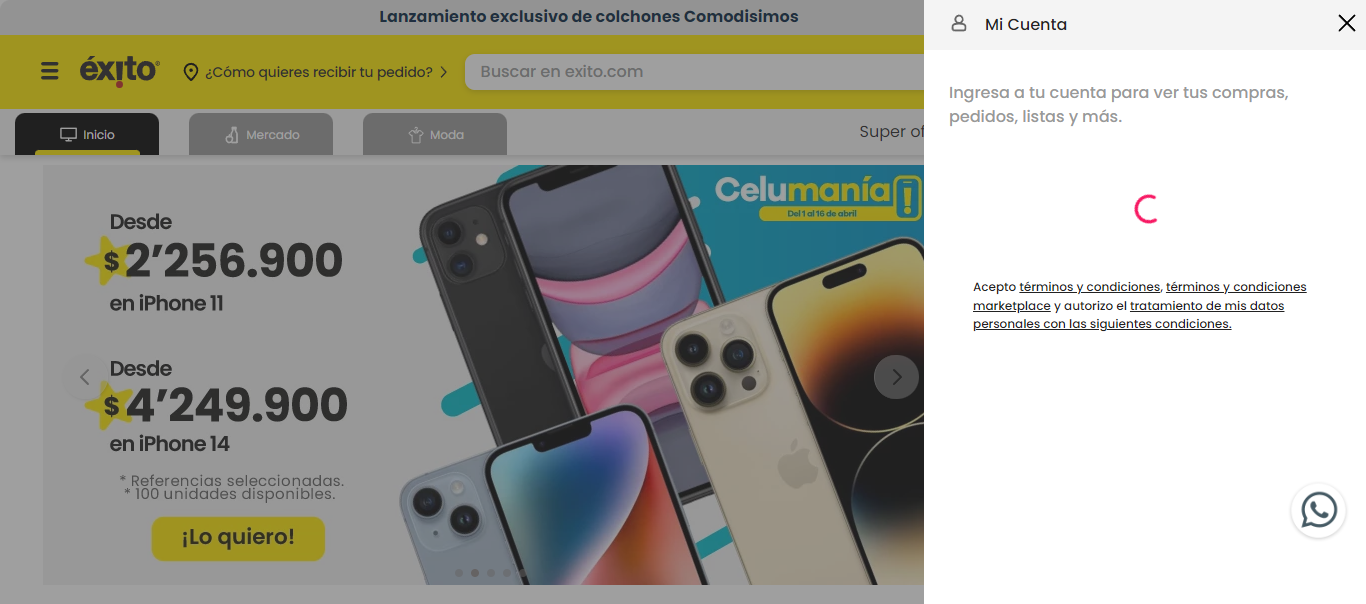 Lanzamiento exclusivo de colchones Comodisimos
éxito
¿Cómo quieres recibir tu pedido?
Buscar en exito.com
Inicio
Mercado
Moda
Super of
Desde
$2’256.900
en iPhone 11
Desde
$4’249.900
en iPhone 14
* Referencias seleccionadas.
* 100 unidades disponibles.
¡Lo quiero!
Celumanía
Del 1 al 16 de abril
Mi Cuenta
Ingresa a tu cuenta para ver tus compras,
pedidos, listas y más.
Acepto términos y condiciones, términos y condiciones
marketplace y autorizo el tratamiento de mis datos
personales con las siguientes condiciones.